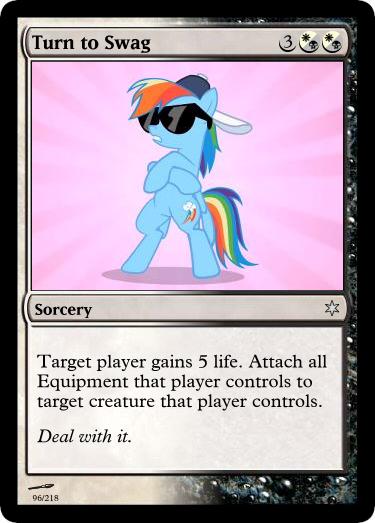 Turn to Swag 3
Sorcery
Target player gains 5 life. Attach all
Equipment that player controls to
target creature that player controls.
Deal with it.
96/218